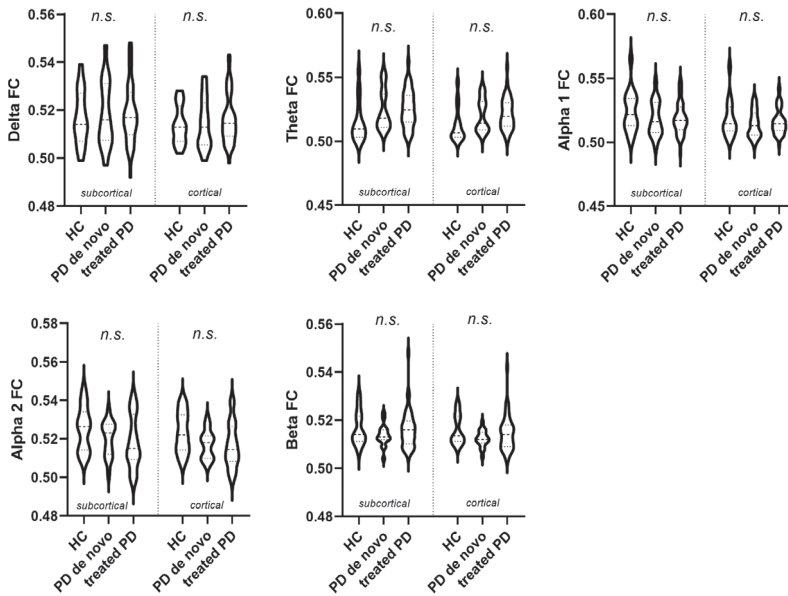 Delta FC
0.56
0.54
0.52
0.50
0.48
n.s.
n.s.
subcortical
cortical
HC
PD de novo
treated PD
HC
PD de novo
treated PD
Theta FC
0.60
0.55
0.50
0.45
n.s.
n.s.
subcortical
cortical
HC
PD de novo
treated PD
HC
PD de novo
treated PD
Alpha 1 FC
0.60
0.55
0.50
0.45
n.s.
n.s.
subcortical
cortical
HC
PD de novo
treated PD
HC
PD de novo
treated PD
Alpha 2 FC
0.58
0.56
0.54
0.52
0.50
0.48
n.s.
n.s.
subcortical
cortical
HC
PD de novo
treated PD
HC
PD de novo
treated PD
Beta FC
0.56
0.54
0.52
0.50
0.48
n.s.
n.s.
subcortical
cortical
HC
PD de novo
treated PD
HC
PD de novo
treated PD